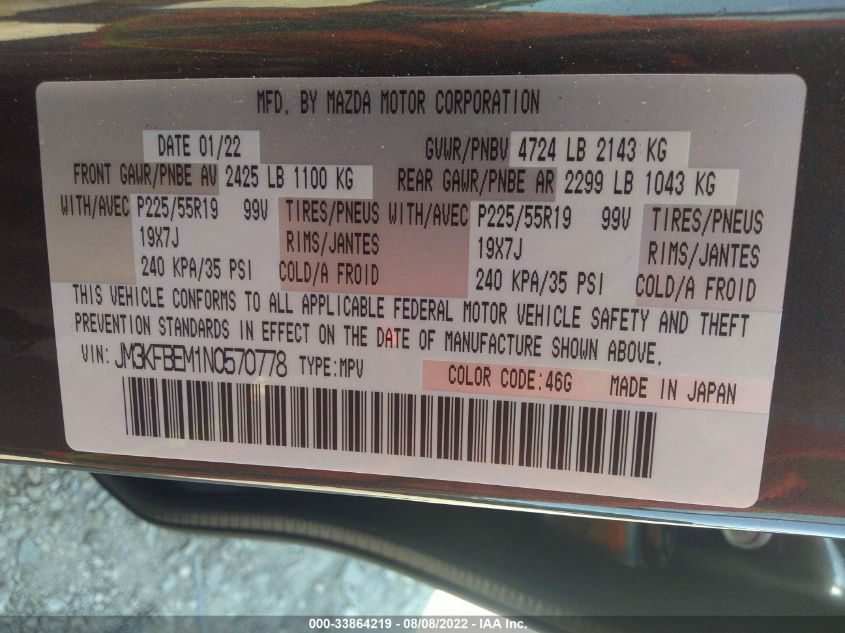 MFD. BY MAZDA MOTOR CORPORATION
DATE 01/22 GVWR/PNBV 4724 LB 2143 KG
FRONT GAWR/PNBE AV 2425 LB 1100 KG REAR GAWR/PNBE AR 2299 LB 1043 KG
WITH/AVEC P225/55R19 99V TIRES/PNEUS WITH/AVEC P225/55R19 99V TIRES/PNEUS
19X7J RIMS/JANTES 19X7J RIMS/JANTES
240 KPA/35 PSI COLD/A FROID 240 KPA/35 PSI COLD/A FROID
THIS VEHICLE CONFORMS TO ALL APPLICABLE FEDERAL MOTOR VEHICLE SAFETY AND THEFT
PREVENTION STANDARDS IN EFFECT ON THE DATE OF MANUFACTURE SHOWN ABOVE.
VIN: JM3KFBEM1N0570778 TYPE:MPV COLOR CODE:46G MADE IN JAPAN
000-33864219 - 08/08/2022 - IAA Inc.